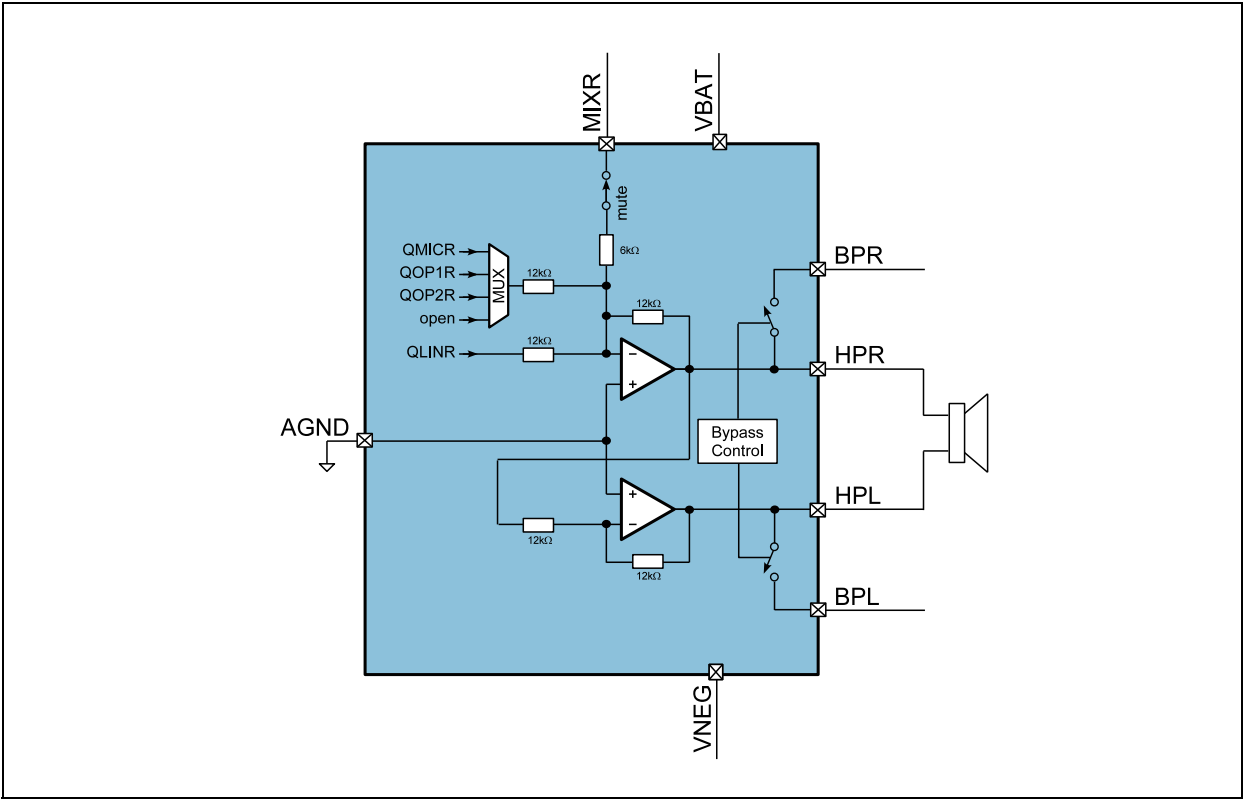 MIXR
VBAT
mute
6kΩ
QMICR
QOP1R
QOP2R
open
MUX
12kΩ
12kΩ
QLINR
12kΩ
BPR
−
+
HPR
AGND
Bypass
Control
+
−
HPL
12kΩ
12kΩ
BPL
VNEG